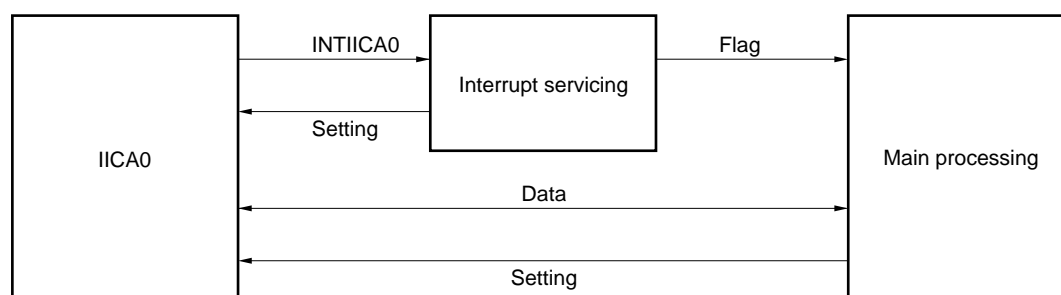 INTIICA0
Flag
Interrupt servicing
Setting
IICA0
Main processing
Data
Setting